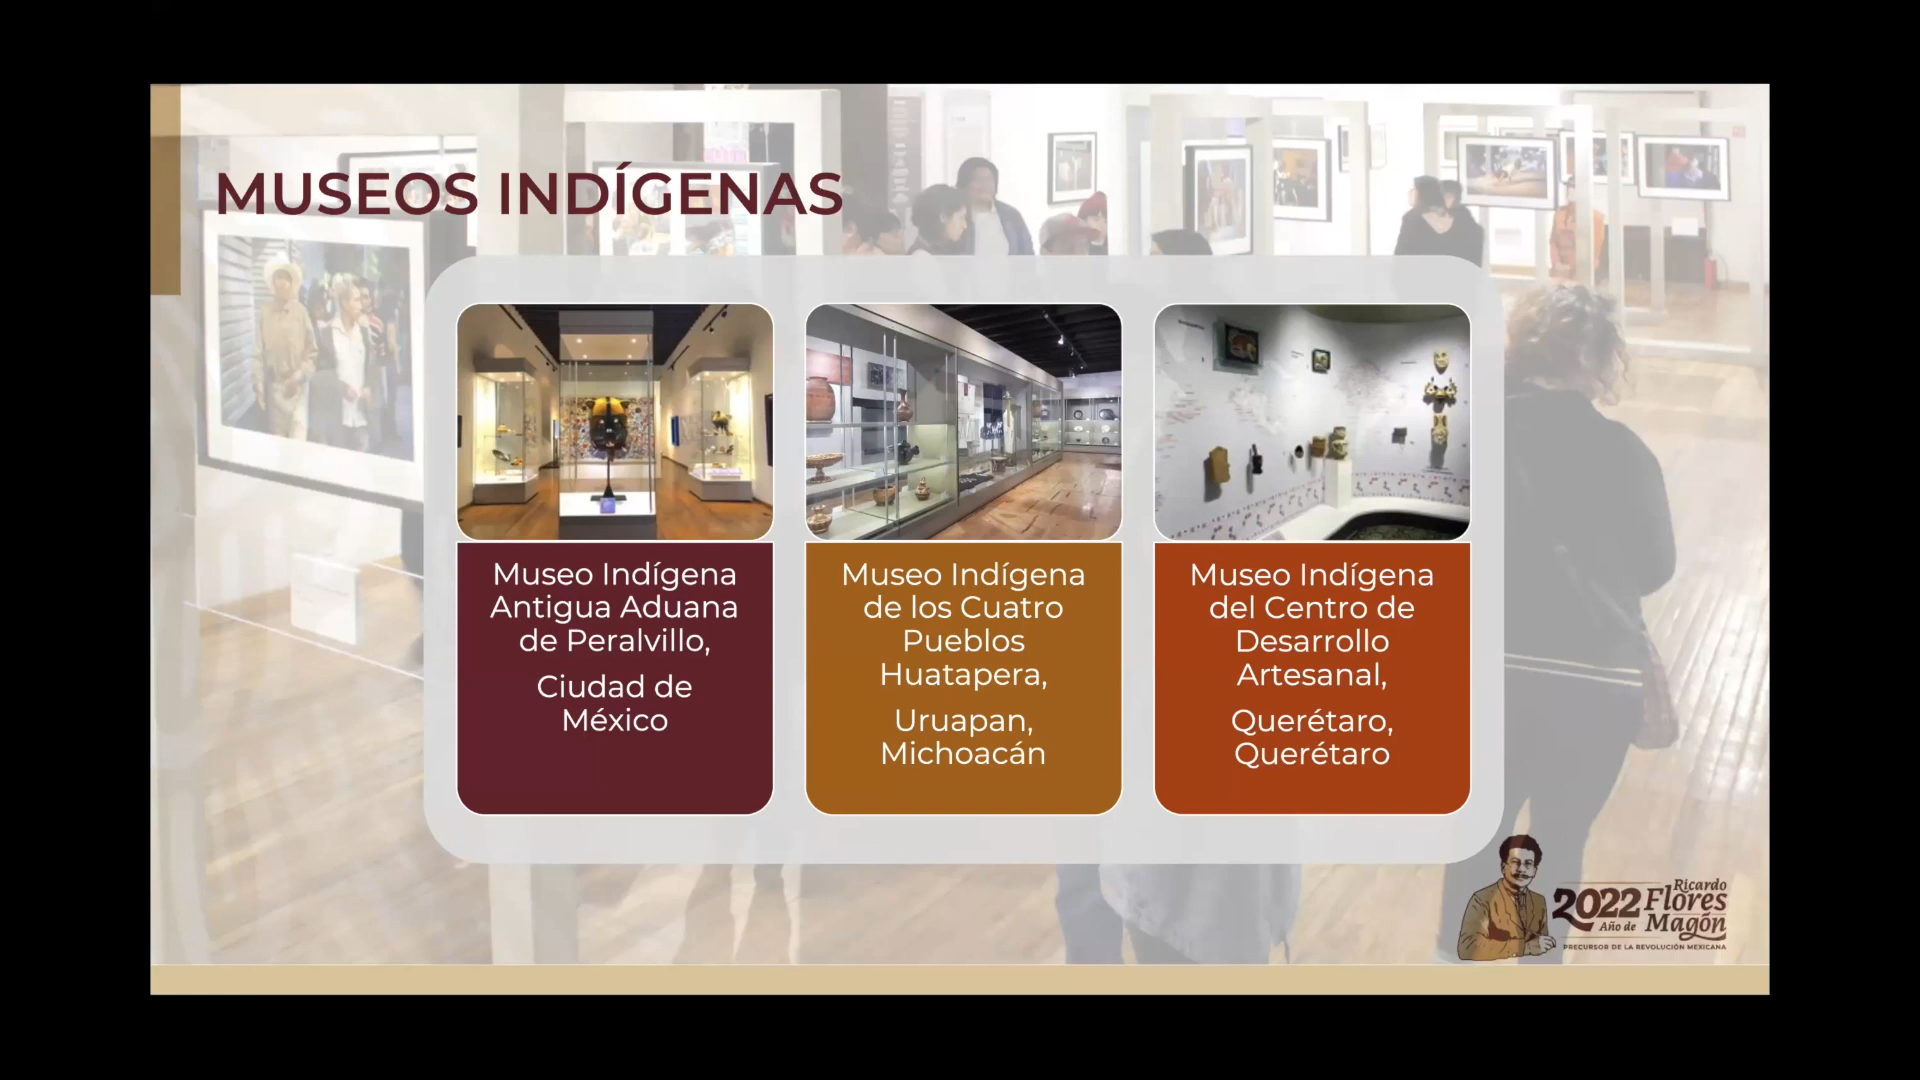 MUSEOS INDÍGENAS
Museo Indígena
Antigua Aduana
de Peralvillo,
Ciudad de
México
Museo Indígena
de los Cuatro
Pueblos
Huatapera,
Uruapan,
Michoacán
Museo Indígena
del Centro de
Desarrollo
Artesanal,
Querétaro,
Querétaro
2022
Año de
Ricardo
Flores
Magón
PRECURSOR DE LA REVOLUCIÓN MEXICANA